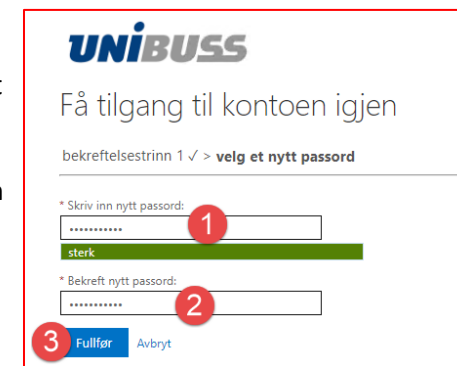 UNIBUSS
Få tilgang til kontoen igjen
bekreftelsestrinn 1 ✓ > velg et nytt passord
* Skriv inn nytt passord:
•••••••••••
1
sterk
* Bekreft nytt passord:
•••••••••••
2
3 Fullfør Avbryt